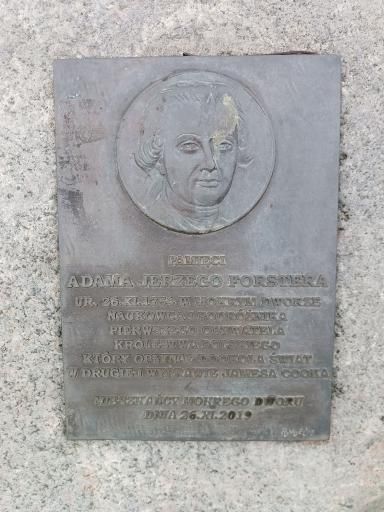 PAMIĘCI
ADAMA JERZEGO FORSTERA
UR. 26.XI.1754 W MOKRYM DWORZE
NAUKOWCA I PODRÓŻNIKA
PIERWSZEGO OBYWATELA
KRÓLESTWA POLSKIEGO
KTÓRY OPŁYNĄŁ DOOKOŁA ŚWIAT
W DRUGIEJ WYPRAWIE JAMESA COOKA
MIESZKAŃCY MOKREGO DWORU
DNIA 26.XI.2019